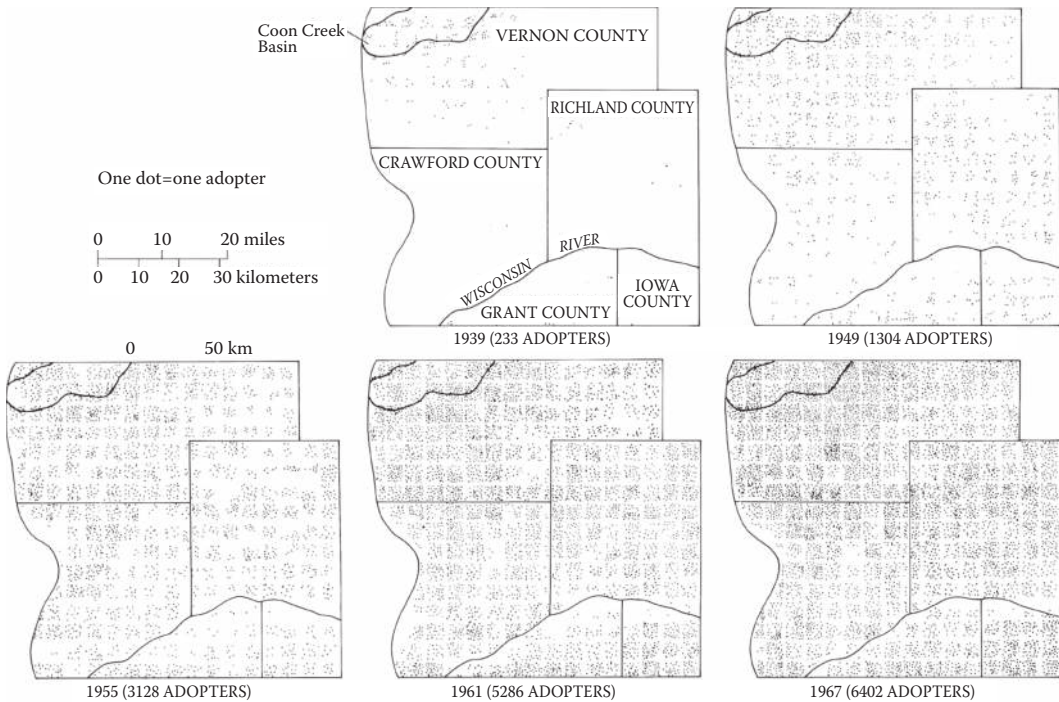 Coon Creek
Basin
VERNON COUNTY
RICHLAND COUNTY
CRAWFORD COUNTY
One dot=one adopter
0 10 20 miles
0 10 20 30 kilometers
WISCONSIN
RIVER
IOWA
COUNTY
GRANT COUNTY
1939 (233 ADOPTERS)
1949 (1304 ADOPTERS)
0 50 km
1955 (3128 ADOPTERS)
1961 (5286 ADOPTERS)
1967 (6402 ADOPTERS)